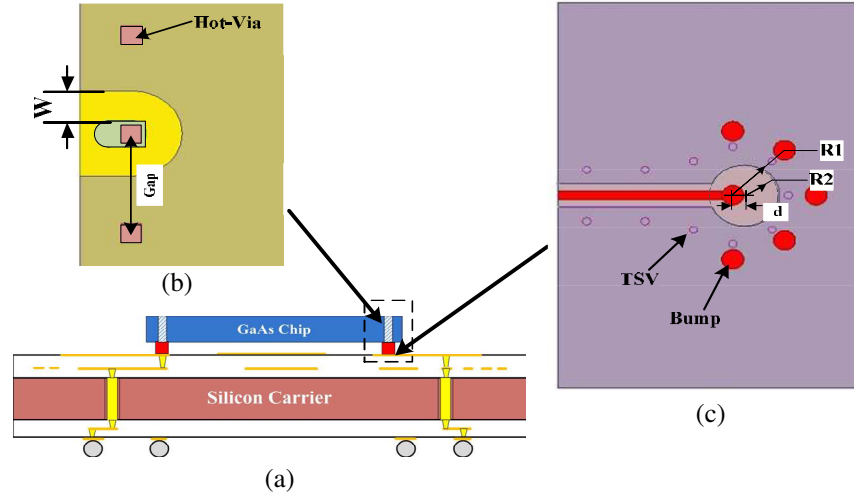 Hot-Via
W
Gap
(b)
GaAs Chip
Silicon Carrier
(a)
R1
R2
d
TSV
Bump
(c)